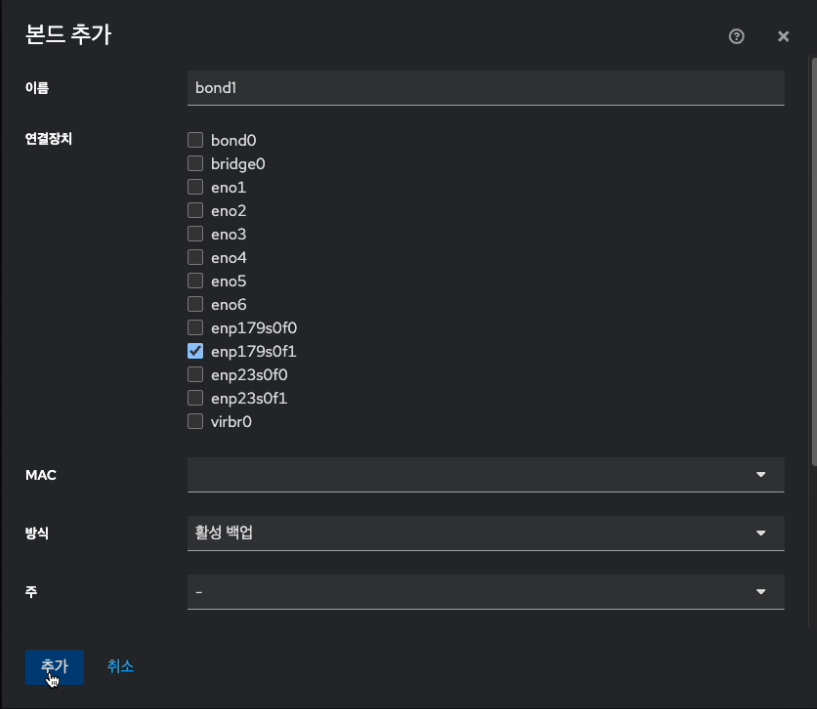 본드 추가
이름
bond1
연결장치
bond0
bridge0
eno1
eno2
eno3
eno4
eno5
eno6
enp179s0f0
enp179s0f1
enp23s0f0
enp23s0f1
virbr0
MAC
방식
활성 백업
주
-
추가
취소